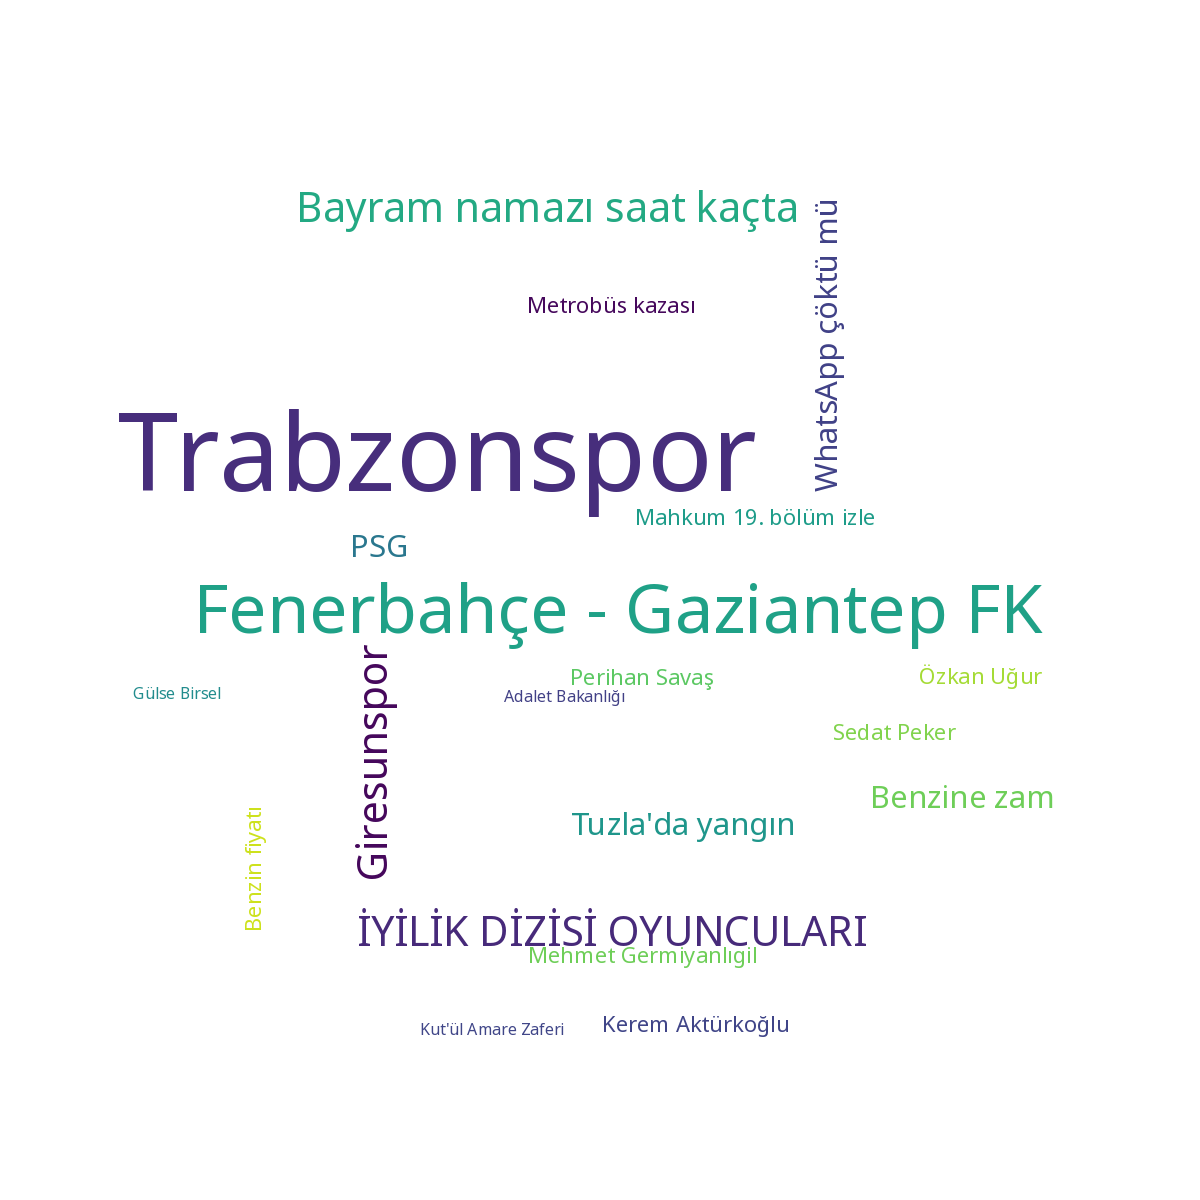 Bayram namazı saat kaçta
WhatsApp çöktü mü
Metrobüs kazası
Trabzonspor
Mahkum 19. bölüm izle
PSG
Fenerbahçe - Gaziantep FK
Giresunspor
Perihan Savaş
Özkan Uğur
Gülse Birsel
Adalet Bakanlığı
Sedat Peker
Benzine zam
Benzin fiyatı
Tuzla'da yangın
İYİLİK DİZİSİ OYUNCULARI
Mehmet Germiyanlıgil
Kut'ül Amare Zaferi
Kerem Aktürkoğlu